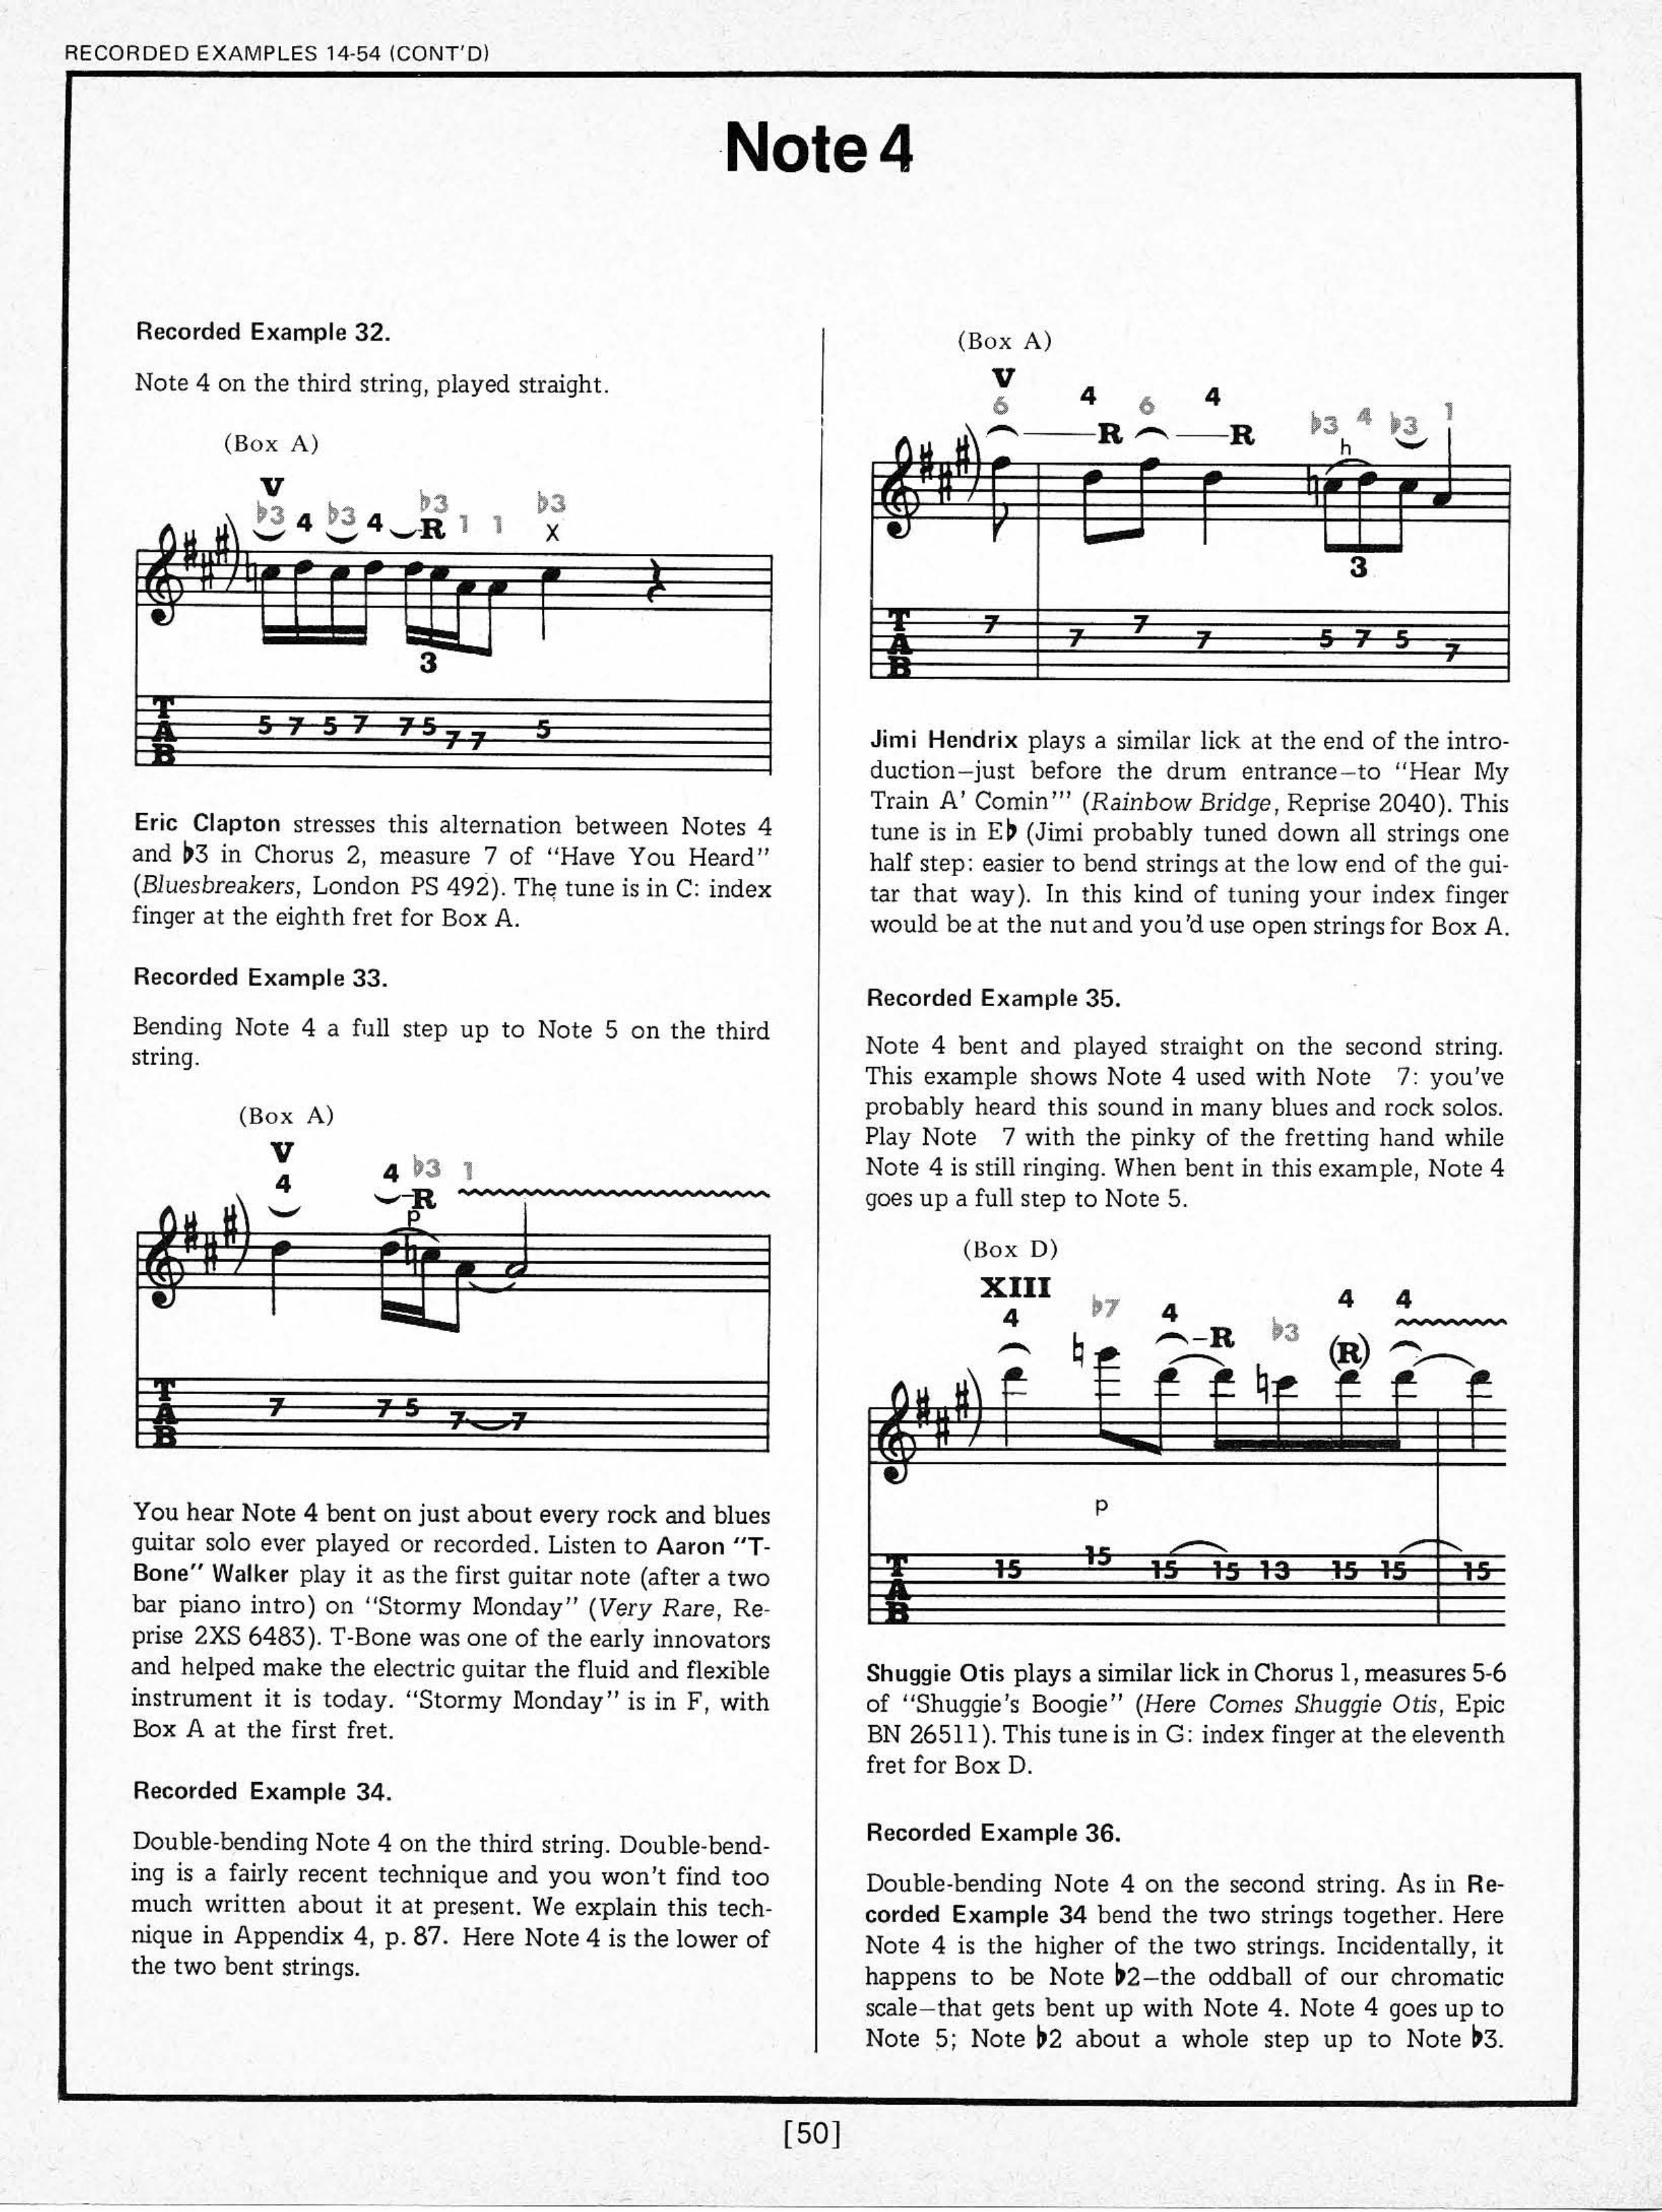 RECORDED EXAMPLES 14-54 (CONT'D)
Note 4
Recorded Example 32.
Note 4 on the third string, played straight.
(Box A)
V
♭3 4 ♭3 4 R ♭3 1 1 ♭3
x
3
T
A
B
5 7 5 7 7 5 7 7 5
Eric Clapton stresses this alternation between Notes 4
and ♭3 in Chorus 2, measure 7 of “Have You Heard”
(Bluesbreakers, London PS 492). The tune is in C: index
finger at the eighth fret for Box A.
Recorded Example 33.
Bending Note 4 a full step up to Note 5 on the third
string.
(Box A)
V
4 4 ♭3 1
R
p
T
A
B
7 7 5 7 7
You hear Note 4 bent on just about every rock and blues
guitar solo ever played or recorded. Listen to Aaron “T-
Bone” Walker play it as the first guitar note (after a two
bar piano intro) on “Stormy Monday” (Very Rare, Re-
prise 2XS 6483). T-Bone was one of the early innovators
and helped make the electric guitar the fluid and flexible
instrument it is today. “Stormy Monday” is in F, with
Box A at the first fret.
Recorded Example 34.
Double-bending Note 4 on the third string. Double-bend-
ing is a fairly recent technique and you won't find too
much written about it at present. We explain this tech-
nique in Appendix 4, p. 87. Here Note 4 is the lower of
the two bent strings.
(Box A)
V
6 4 6 4 ♭3 4 ♭3 1
R R h
3
T
A
B
7 7 7 7 5 7 5 7
Jimi Hendrix plays a similar lick at the end of the intro-
duction—just before the drum entrance—to “Hear My
Train A' Comin'” (Rainbow Bridge, Reprise 2040). This
tune is in E♭ (Jimi probably tuned down all strings one
half step: easier to bend strings at the low end of the gui-
tar that way). In this kind of tuning your index finger
would be at the nut and you'd use open strings for Box A.
Recorded Example 35.
Note 4 bent and played straight on the second string.
This example shows Note 4 used with Note 7: you've
probably heard this sound in many blues and rock solos.
Play Note 7 with the pinky of the fretting hand while
Note 4 is still ringing. When bent in this example, Note 4
goes up a full step to Note 5.
(Box D)
XIII
4 ♭7 4 R ♭3 4 4
(R)
p
T
A
B
15 15 15 15 13 15 15 15
Shuggie Otis plays a similar lick in Chorus 1, measures 5-6
of “Shuggie's Boogie” (Here Comes Shuggie Otis, Epic
BN 26511). This tune is in G: index finger at the eleventh
fret for Box D.
Recorded Example 36.
Double-bending Note 4 on the second string. As in Re-
corded Example 34 bend the two strings together. Here
Note 4 is the higher of the two strings. Incidentally, it
happens to be Note ♭2—the oddball of our chromatic
scale—that gets bent up with Note 4. Note 4 goes up to
Note 5; Note ♭2 about a whole step up to Note ♭3.
[50]